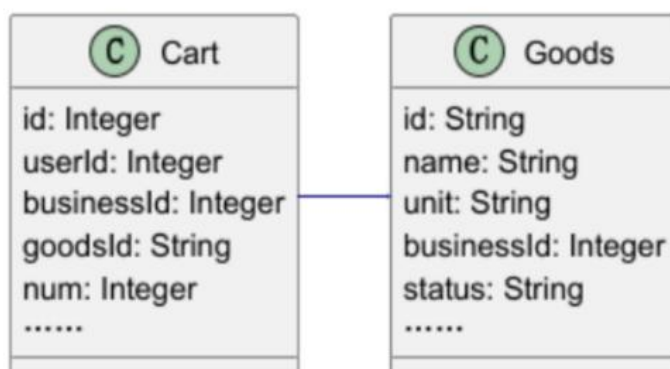 C Cart
id: Integer
userId: Integer
businessId: Integer
goodsId: String
num: Integer
......
C Goods
id: String
name: String
unit: String
businessId: Integer
status: String
......